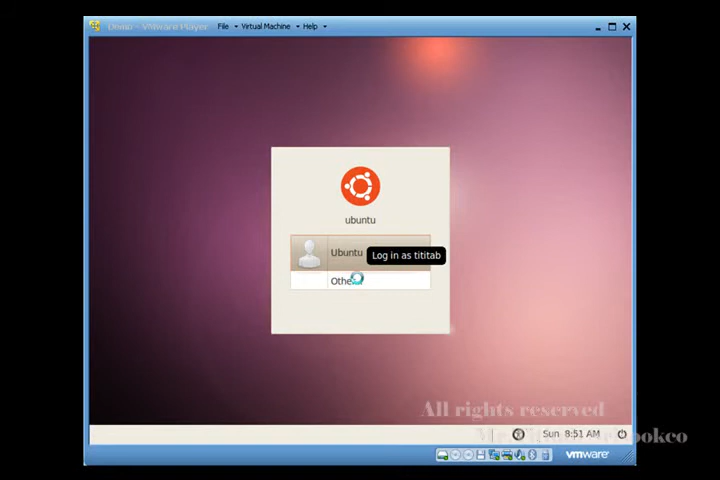 Demo - VMware Player File Virtual Machine Help
ubuntu
Ubuntu
Log in as tititab
Othe
All rights reserved
Sun 8:51 AM
vmware